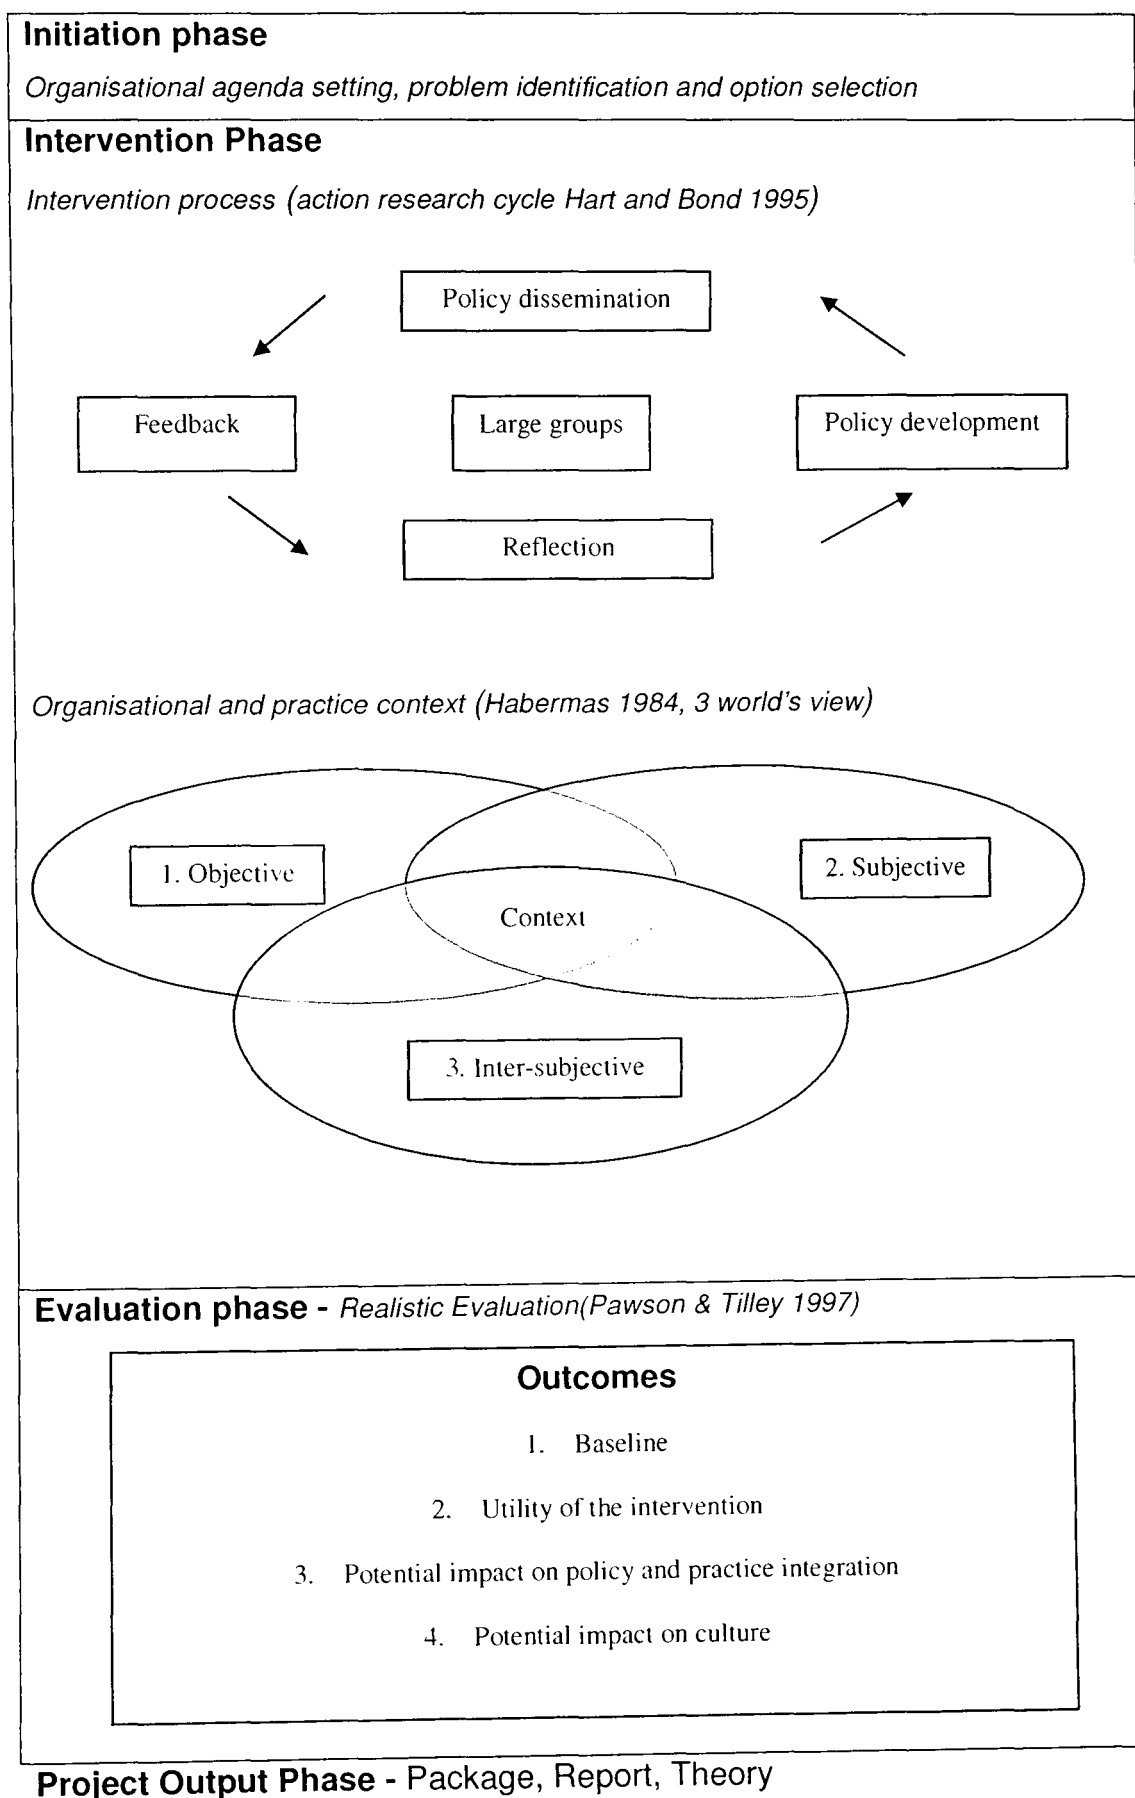 Initiation phase
Organisational agenda setting, problem identification and option selection
Intervention Phase
Intervention process (action research cycle Hart and Bond 1995)
Policy dissemination
Feedback
Large groups
Policy development
Reflection
Organisational and practice context (Habermas 1984, 3 world's view)
1. Objective
2. Subjective
Context
3. Inter-subjective
Evaluation phase - Realistic Evaluation(Pawson & Tilley 1997)
Outcomes
1. Baseline
2. Utility of the intervention
3. Potential impact on policy and practice integration
4. Potential impact on culture
Project Output Phase - Package, Report, Theory